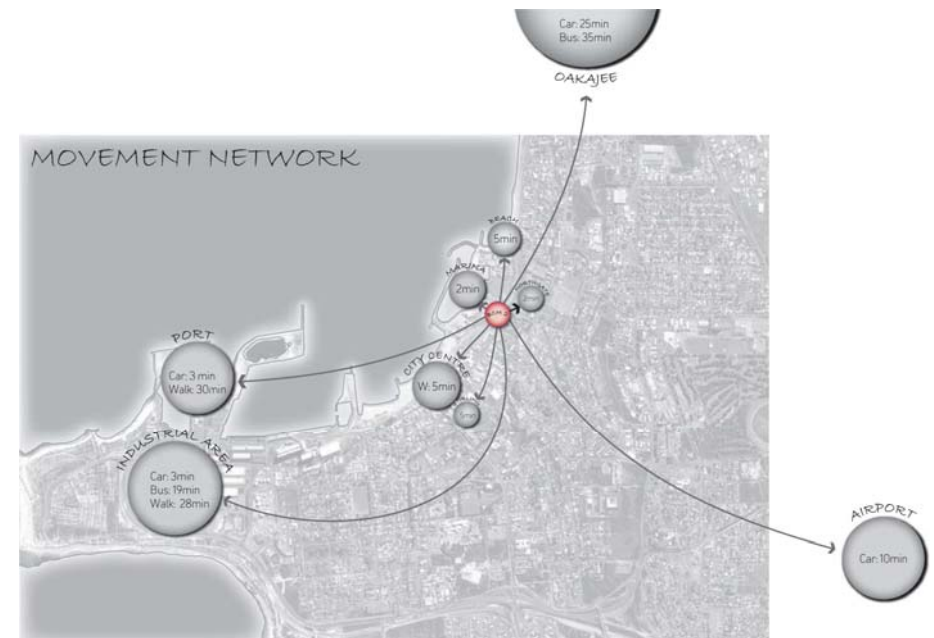 Car: 25min
Bus: 35min
OAKAJEE
MOVEMENT NETWORK
BEACH
5min
MARINA
2min
PORT
Car: 3 min
Walk: 30min
CITY CENTRE
W: 5min
INDUSTRIAL AREA
Car: 3min
Bus: 19min
Walk: 28min
AIRPORT
Car: 10min